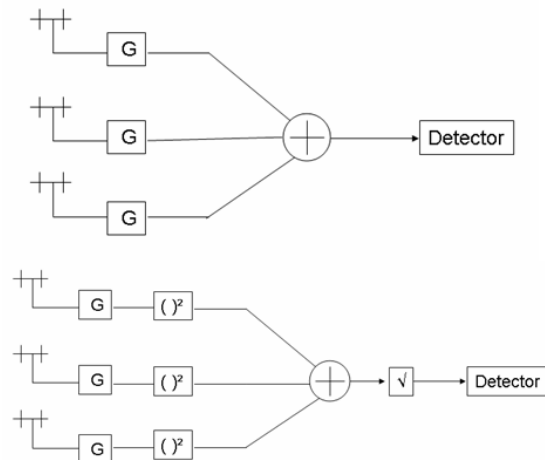 G
G Detector
G
G ( )²
G ( )² √ Detector
G ( )²